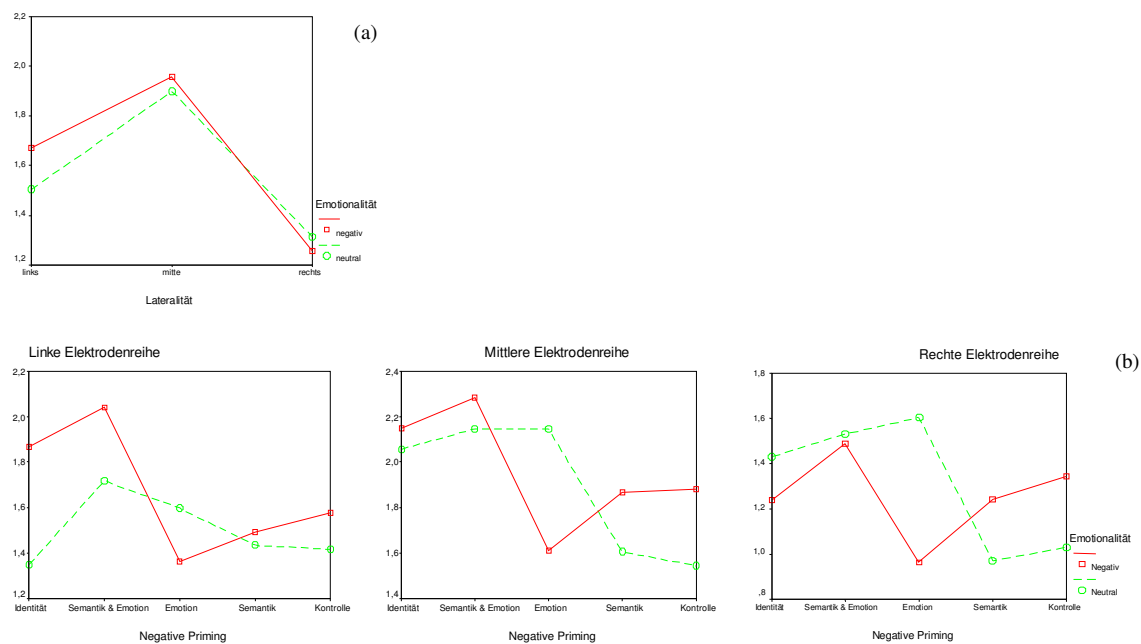 (a)
2,2
2,0
1,8
1,6
1,4
1,2
links mitte rechts
Lateralität
Emotionalität
negativ
neutral
(b)
Linke Elektrodenreihe
2,2
2,0
1,8
1,6
1,4
1,2
Identität Semantik & Emotion Emotion Semantik Kontrolle
Negative Priming
Mittlere Elektrodenreihe
2,4
2,2
2,0
1,8
1,6
1,4
Identität Semantik & Emotion Emotion Semantik Kontrolle
Negative Priming
Rechte Elektrodenreihe
1,8
1,6
1,4
1,2
1,0
,8
Identität Semantik & Emotion Emotion Semantik Kontrolle
Negative Priming
Emotionalität
Negativ
Neutral